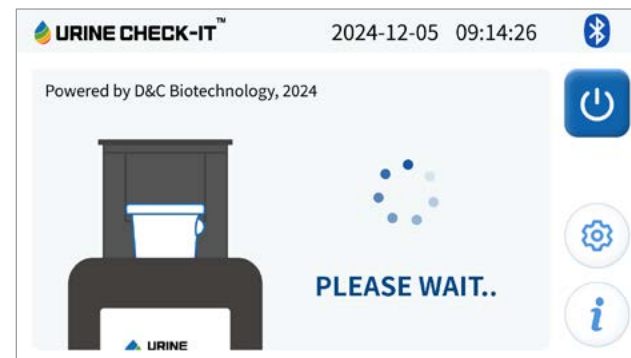 URINE CHECK-IT™ 2024-12-05 09:14:26
Powered by D&C Biotechnology, 2024
PLEASE WAIT..
URINE